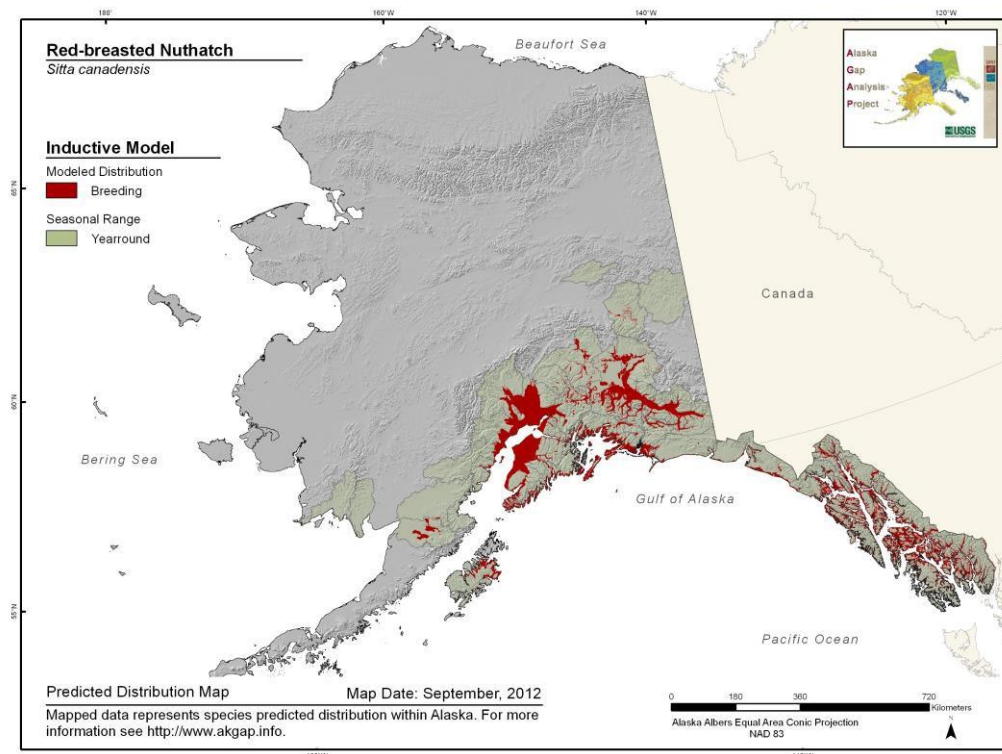 180°
160°W
140°W
120°W
Red-breasted Nuthatch
Sitta canadensis
Beaufort Sea
Alaska
Gap
Analysis
Project
USGS
Inductive Model
Modeled Distribution
Breeding
Seasonal Range
Yearround
65°N
Canada
60°N
Bering Sea
Gulf of Alaska
55°N
Pacific Ocean
Predicted Distribution Map
Map Date: September, 2012
Mapped data represents species predicted distribution within Alaska. For more
information see http://www.akgap.info.
0 180 360 720
Kilometers
Alaska Albers Equal Area Conic Projection
NAD 83
N